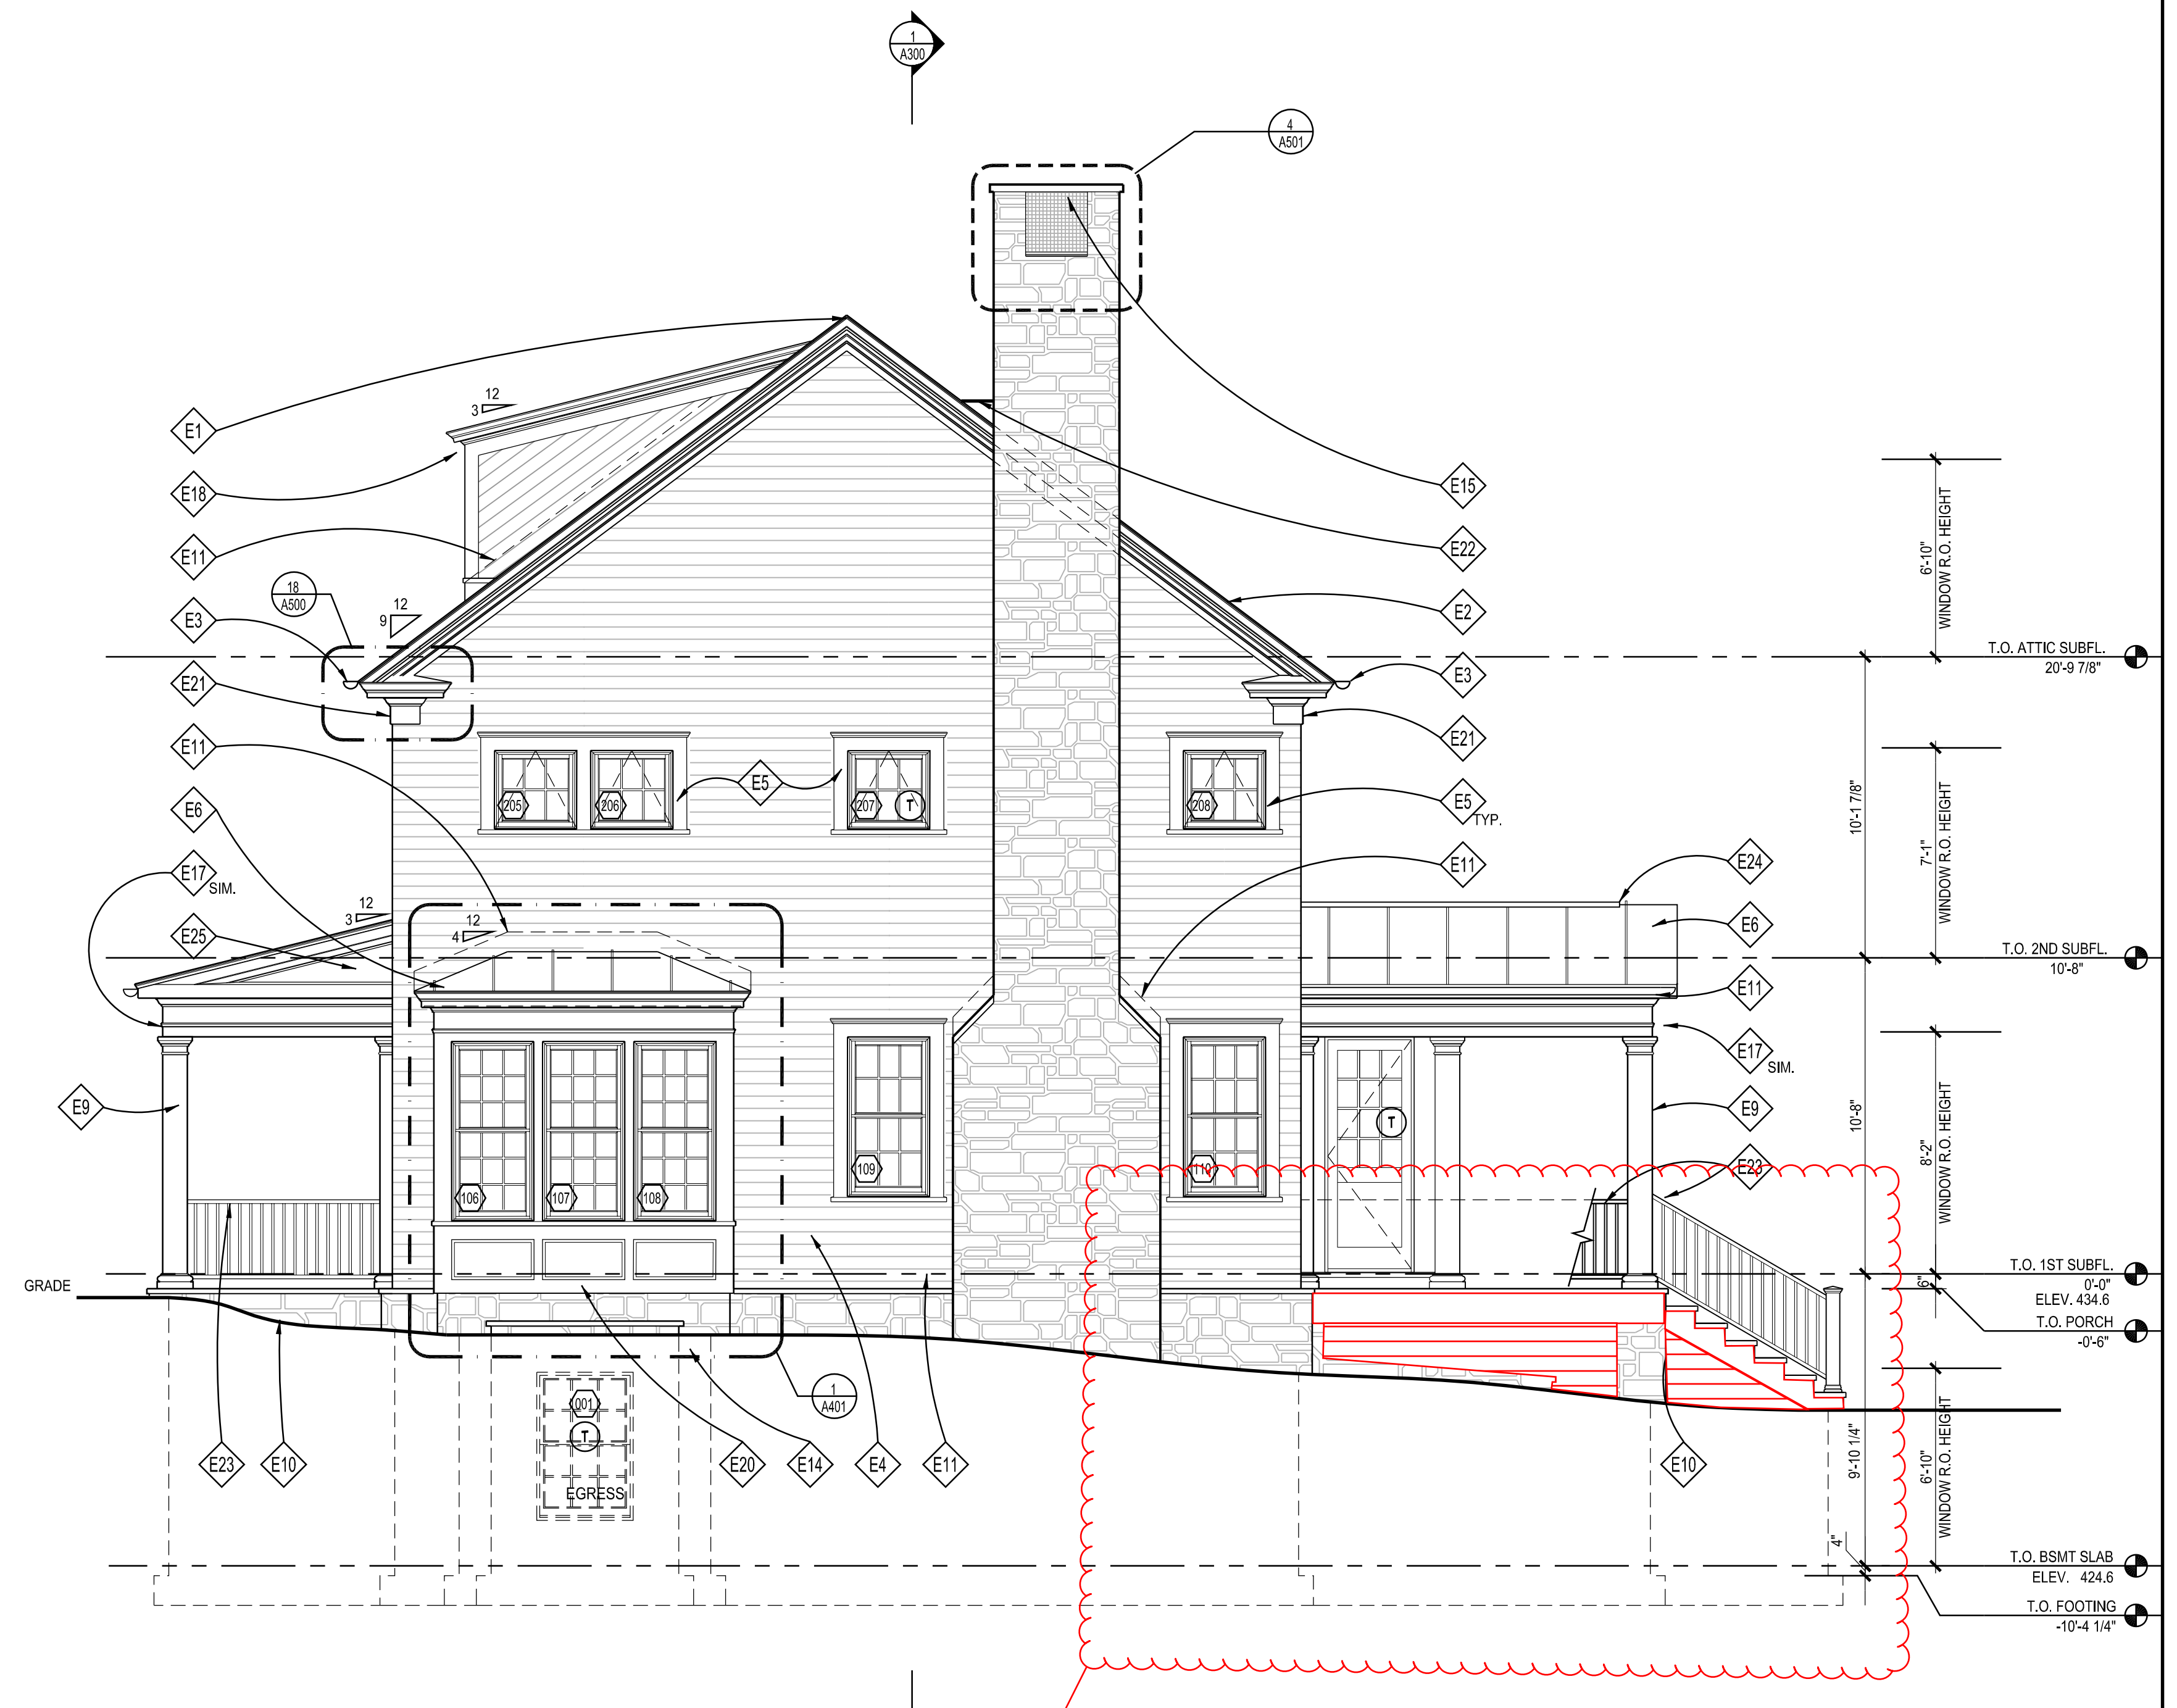 1
A300
4
A501
E1
E18
E11
18
A500
E3
E21
E11
E6
E17
SIM.
E25
E9
GRADE
12
3
12
9
12
3
12
4
205
206
E5
207
T
208
106
107
108
109
110
T
E15
E22
E2
E3
E21
E5
TYP.
E11
E24
E6
E11
E17
SIM.
E9
E23
E23
E10
001
T
EGRESS
E20
E14
1
A401
E4
E11
E10
6'-10"
WINDOW R.O. HEIGHT
T.O. ATTIC SUBFL.
20'-9 7/8"
10'-1 7/8"
7'-1"
WINDOW R.O. HEIGHT
T.O. 2ND SUBFL.
10'-8"
10'-8"
8'-2"
WINDOW R.O. HEIGHT
T.O. 1ST SUBFL.
0'-0"
ELEV. 434.6
6"
T.O. PORCH
-0'-6"
9'-10 1/4"
6'-10"
WINDOW R.O. HEIGHT
4"
T.O. BSMT SLAB
ELEV. 424.6
T.O. FOOTING
-10'-4 1/4"